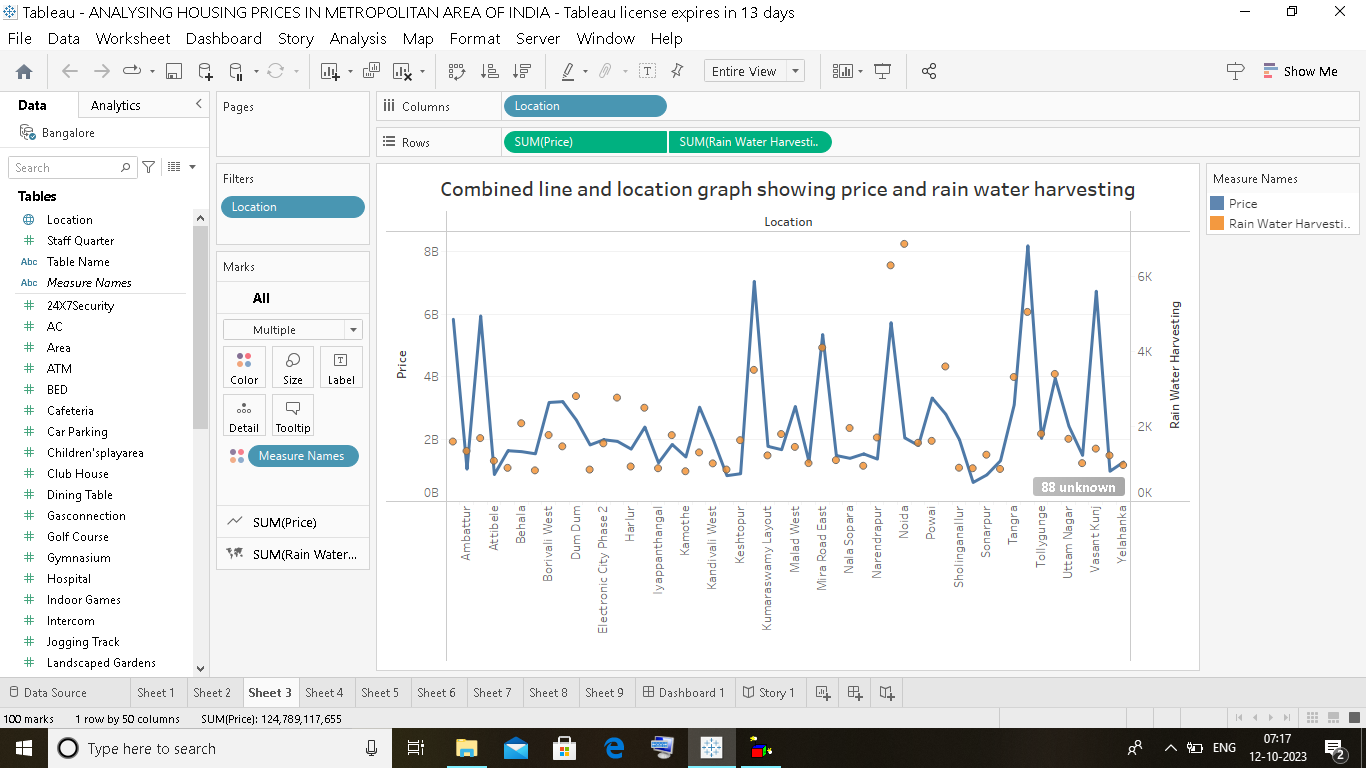 Tableau - ANALYSING HOUSING PRICES IN METROPOLITAN AREA OF INDIA - Tableau license expires in 13 days
File Data Worksheet Dashboard Story Analysis Map Format Server Window Help
Entire View
Show Me
Data Analytics
Bangalore
Search
Tables
Location
Staff Quarter
Abc Table Name
Abc Measure Names
24X7Security
AC
Area
ATM
BED
Cafeteria
Car Parking
Children'splayarea
Club House
Dining Table
Gasconnection
Golf Course
Gymnasium
Hospital
Indoor Games
Intercom
Jogging Track
Landscaped Gardens
Pages
Filters
Location
Marks
All
Multiple
Color Size Label
Detail Tooltip
Measure Names
SUM(Price)
SUM(Rain Water...
Columns Location
Rows SUM(Price) SUM(Rain Water Harvesti..
Combined line and location graph showing price and rain water harvesting
Location
Price
8B
6B
4B
2B
0B
6K
4K
2K
0K
Rain Water Harvesting
88 unknown
Ambattur
Attibele
Behala
Borivali West
Dum Dum
Electronic City Phase 2
Harlur
Iyappanthangal
Kamothe
Kandivali West
Keshtopur
Kumaraswamy Layout
Malad West
Mira Road East
Nala Sopara
Narendrapur
Noida
Powai
Sholinganallur
Sonarpur
Tangra
Tollygunge
Uttam Nagar
Vasant Kunj
Yelahanka
Measure Names
Price
Rain Water Harvesti..
Data Source Sheet 1 Sheet 2 Sheet 3 Sheet 4 Sheet 5 Sheet 6 Sheet 7 Sheet 8 Sheet 9 Dashboard 1 Story 1
100 marks 1 row by 50 columns SUM(Price): 124,789,117,655
Type here to search
ENG
07:17
12-10-2023
2